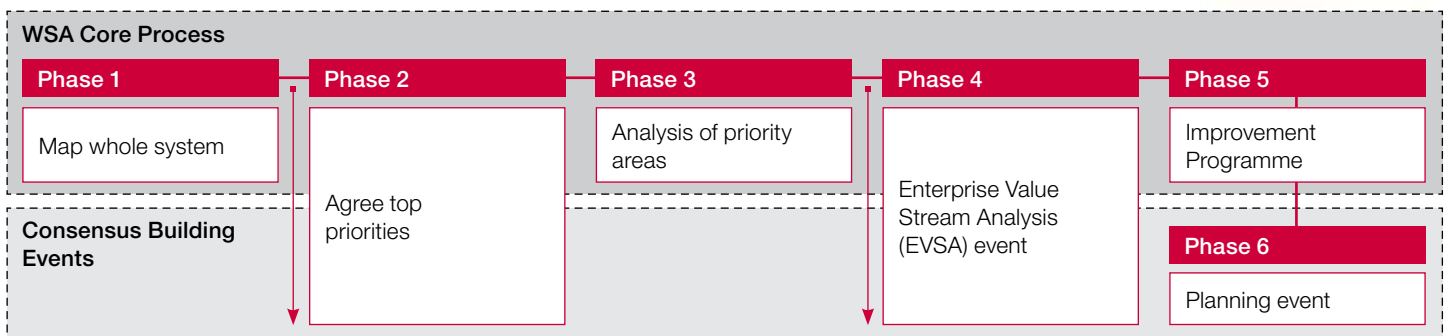 WSA Core Process
Phase 1
Map whole system
Phase 2
Agree top
priorities
Phase 3
Analysis of priority
areas
Phase 4
Enterprise Value
Stream Analysis
(EVSA) event
Phase 5
Improvement
Programme
Consensus Building
Events
Phase 6
Planning event